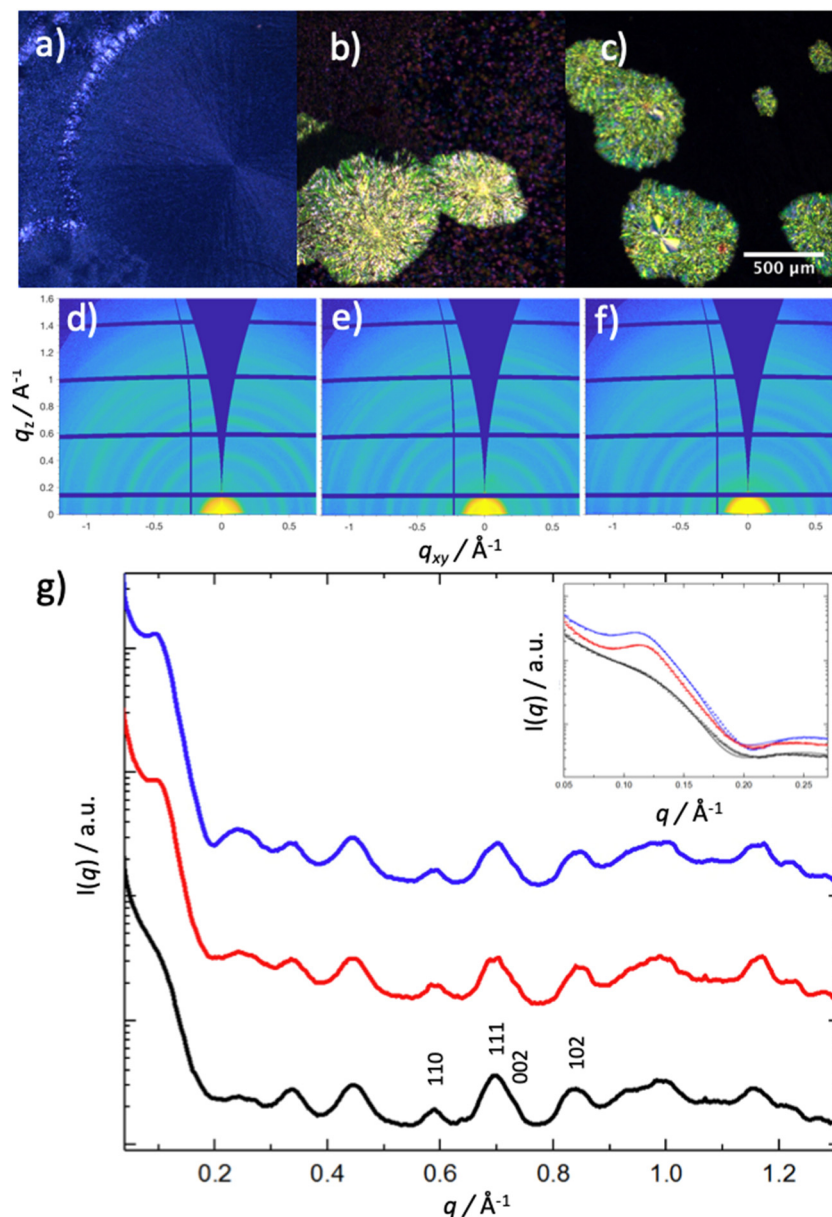 a)
b)
c)
500 µm
d)
e)
f)
1.6
1.4
1.2
1
0.8
0.6
0.4
0.2
0
q_z / A⁻¹
-1 -0.5 0 0.5
-1 -0.5 0 0.5
-1 -0.5 0 0.5
q_xy / Å⁻¹
g)
I(q) / a.u.
I(q) / a.u.
0.05 0.10 0.15 0.20 0.25
q / Å⁻¹
110
111
002
102
0.2 0.4 0.6 0.8 1.0 1.2
q / Å⁻¹